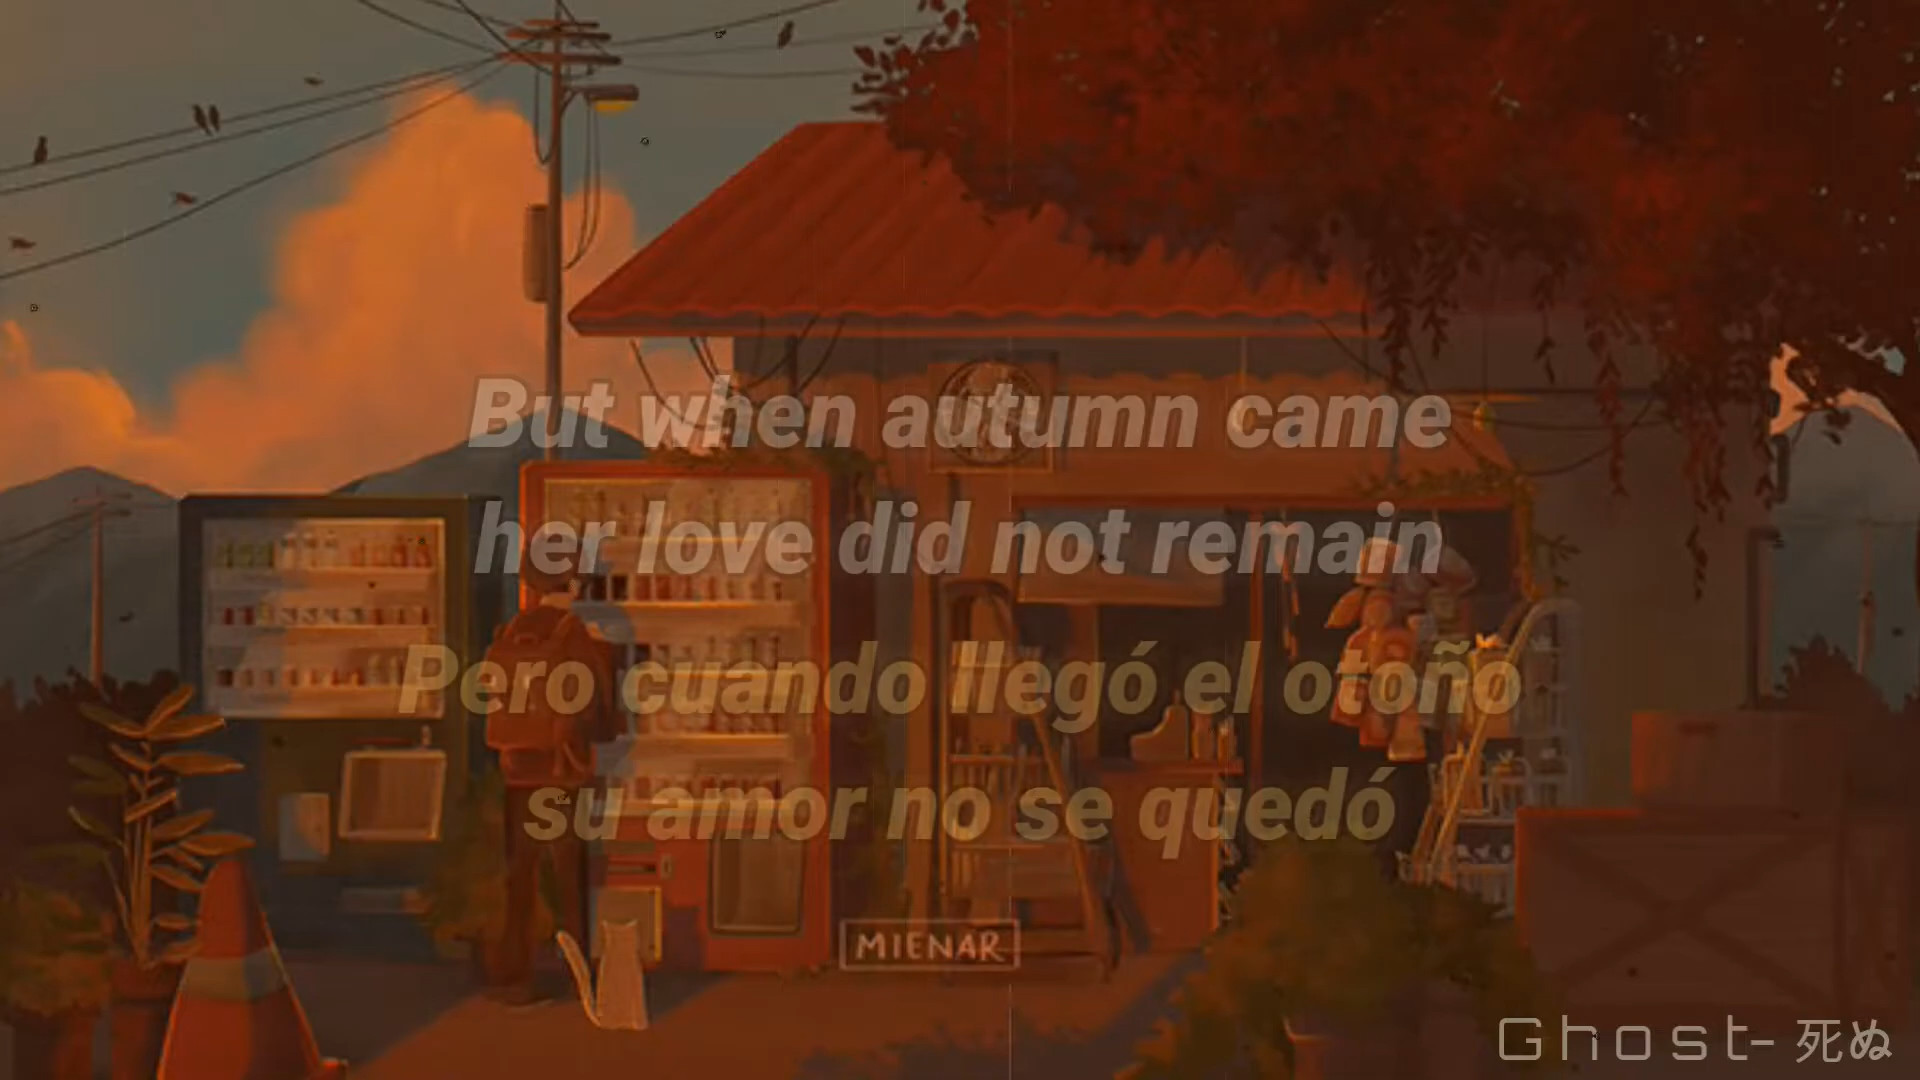 But when autumn came
her love did not remain
Pero cuando llegó el otoño
su amor no se quedó
MIENAR
Ghost- 死ぬ